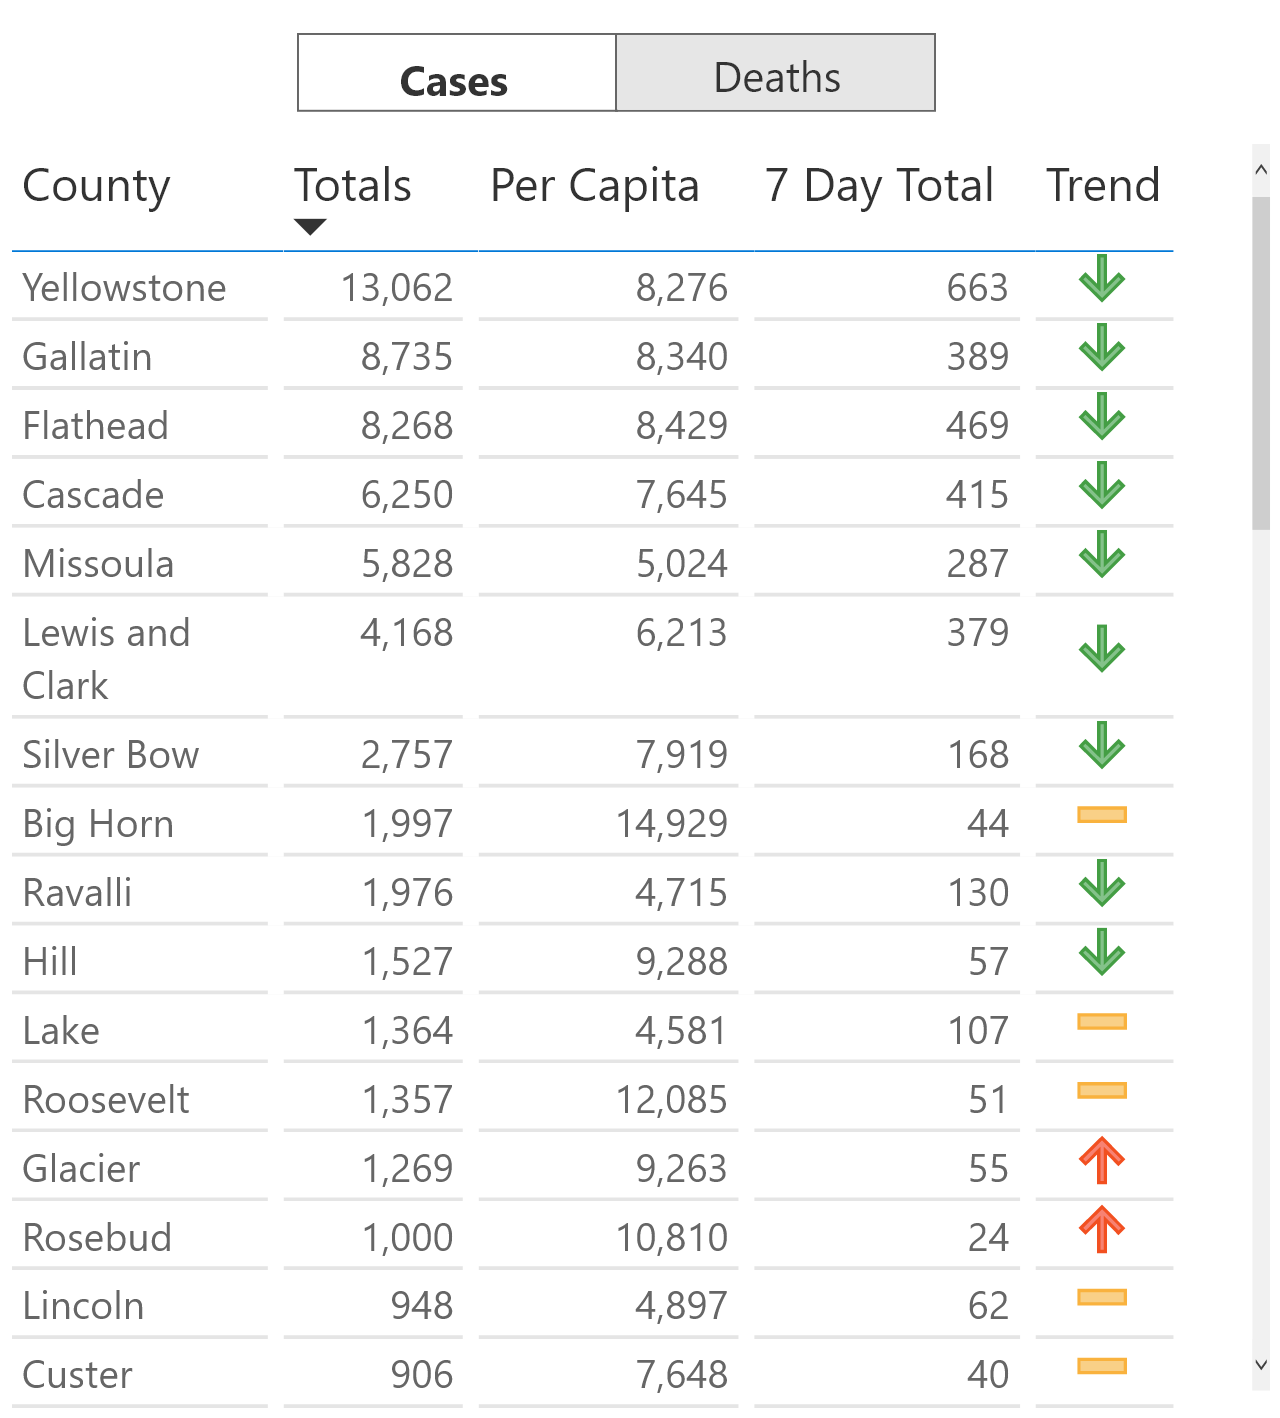 Cases Deaths
County Totals Per Capita 7 Day Total Trend
Yellowstone 13,062 8,276 663
Gallatin 8,735 8,340 389
Flathead 8,268 8,429 469
Cascade 6,250 7,645 415
Missoula 5,828 5,024 287
Lewis and 4,168 6,213 379
Clark
Silver Bow 2,757 7,919 168
Big Horn 1,997 14,929 44
Ravalli 1,976 4,715 130
Hill 1,527 9,288 57
Lake 1,364 4,581 107
Roosevelt 1,357 12,085 51
Glacier 1,269 9,263 55
Rosebud 1,000 10,810 24
Lincoln 948 4,897 62
Custer 906 7,648 40